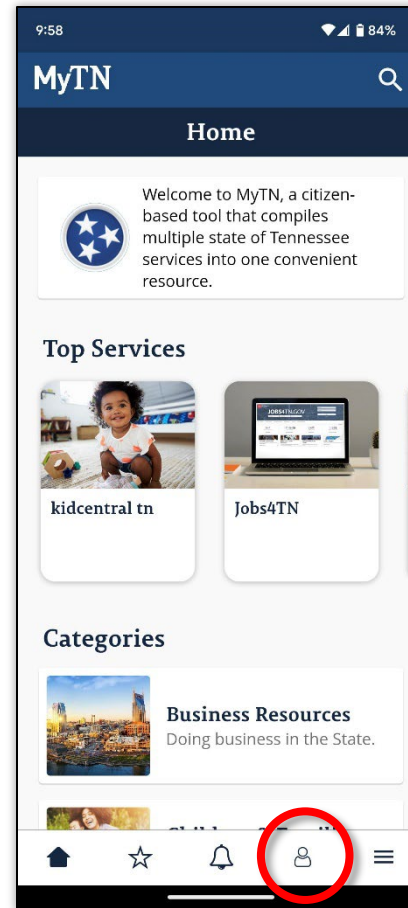 9:58
84%
MyTN
Home
Welcome to MyTN, a citizen-
based tool that compiles
multiple state of Tennessee
services into one convenient
resource.
Top Services
JOBS4TN.GOV
kidcentral tn
Jobs4TN
Categories
Business Resources
Doing business in the State.